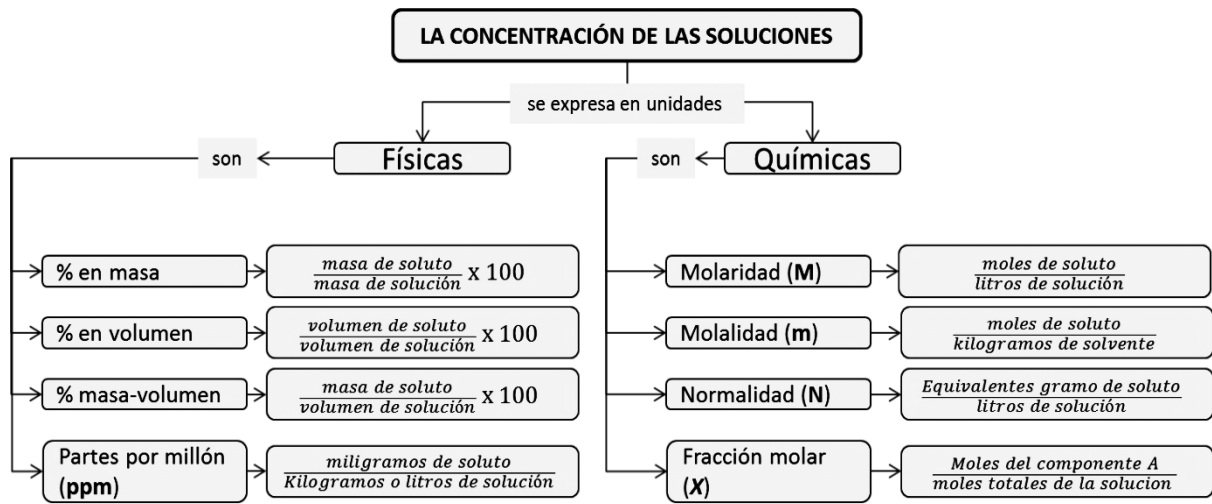 LA CONCENTRACIÓN DE LAS SOLUCIONES
se expresa en unidades
son
Físicas
% en masa
masa de soluto
masa de solución
x 100
% en volumen
volumen de soluto
volumen de solución
x 100
% masa-volumen
masa de soluto
volumen de solución
x 100
Partes por millón
(ppm)
miligramos de soluto
Kilogramos o litros de solución
son
Químicas
Molaridad (M)
moles de soluto
litros de solución
Molalidad (m)
moles de soluto
kilogramos de solvente
Normalidad (N)
Equivalentes gramo de soluto
litros de solución
Fracción molar
(X)
Moles del componente A
moles totales de la solucion